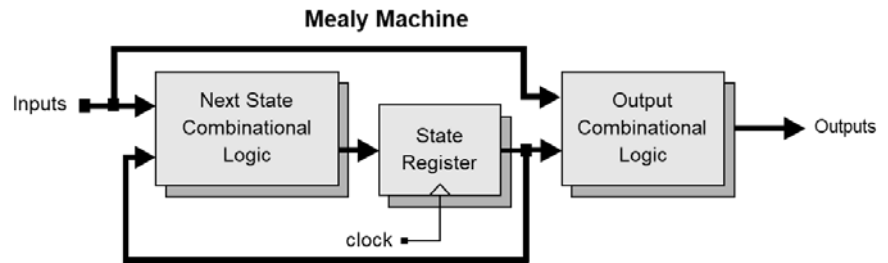 Mealy Machine
Inputs
Next State
Combinational
Logic
State
Register
clock
Output
Combinational
Logic
Outputs